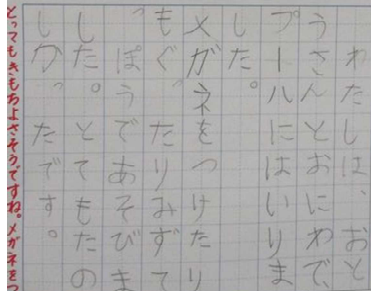 わたしは、おと
うさんとおにわで、
プールにはいりま
した。
メガネをつけたり
もぐったりみずて
っぽうであそびま
した。とてもたの
しかったです。
とってもきもちよさそうですね。メガネをつ